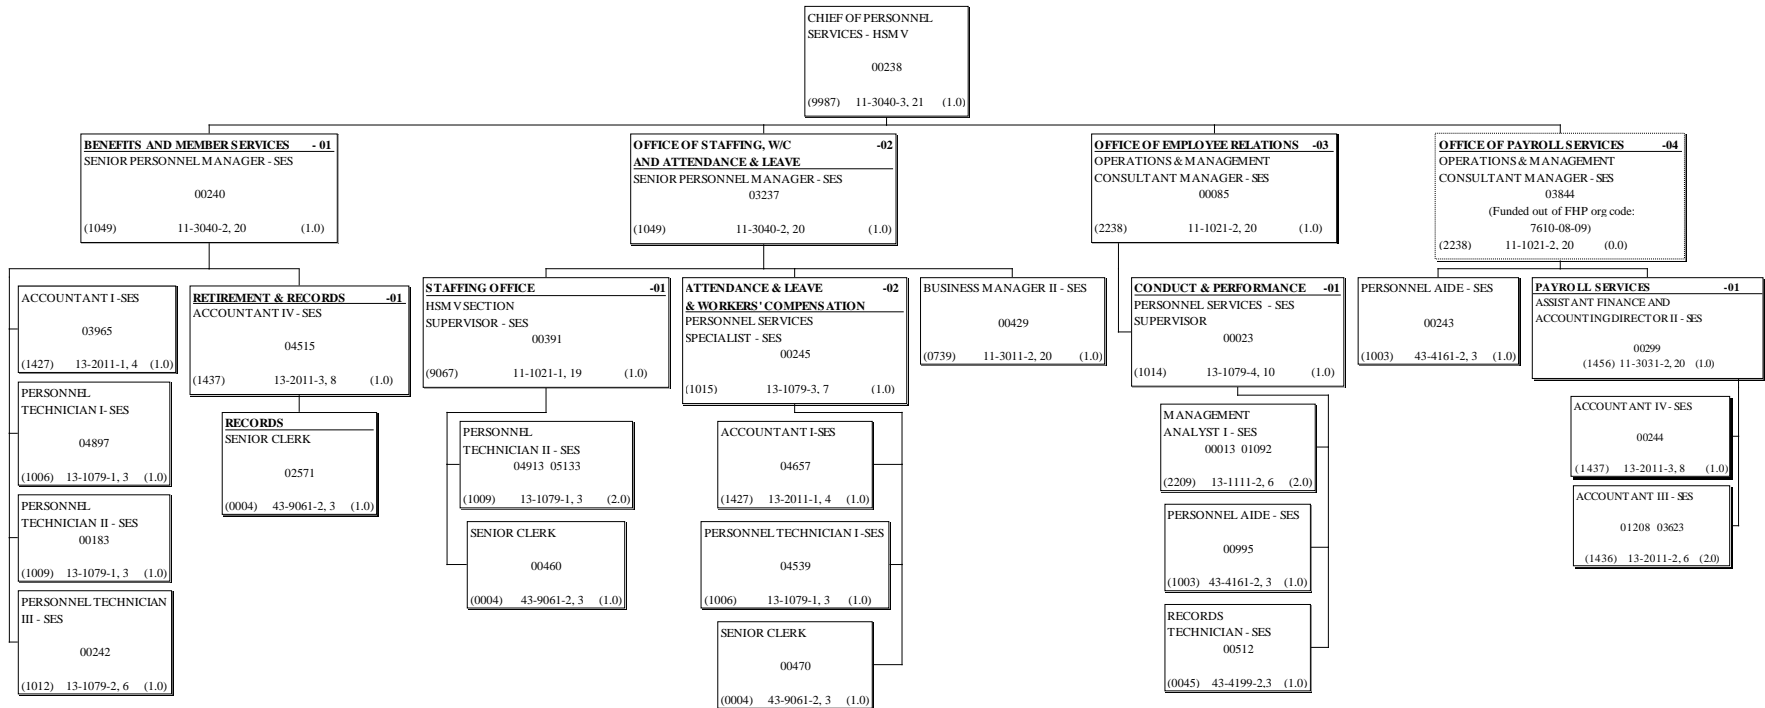 CHIEF OF PERSONNEL
SERVICES - HSMV
00238
(9987) 11-3040-3, 21 (1.0)
BENEFITS AND MEMBER SERVICES - 01
SENIOR PERSONNEL MANAGER - SES
00240
(1049) 11-3040-2, 20 (1.0)
OFFICE OF STAFFING, W/C -02
AND ATTENDANCE & LEAVE
SENIOR PERSONNEL MANAGER - SES
03237
(1049) 11-3040-2, 20 (1.0)
OFFICE OF EMPLOYEE RELATIONS -03
OPERATIONS & MANAGEMENT
CONSULTANT MANAGER - SES
00085
(2238) 11-1021-2, 20 (1.0)
OFFICE OF PAYROLL SERVICES -04
OPERATIONS & MANAGEMENT
CONSULTANT MANAGER - SES
03844
(Funded out of FHP org code:
7610-08-09)
(2238) 11-1021-2, 20 (0.0)
ACCOUNTANT I -SES
03965
(1427) 13-2011-1, 4 (1.0)
PERSONNEL
TECHNICIAN I- SES
04897
(1006) 13-1079-1, 3 (1.0)
PERSONNEL
TECHNICIAN II - SES
00183
(1009) 13-1079-1, 3 (1.0)
PERSONNEL TECHNICIAN
III - SES
00242
(1012) 13-1079-2, 6 (1.0)
RETIREMENT & RECORDS -01
ACCOUNTANT IV - SES
04515
(1437) 13-2011-3, 8 (1.0)
RECORDS
SENIOR CLERK
02571
(0004) 43-9061-2, 3 (1.0)
STAFFING OFFICE -01
HSMV SECTION
SUPERVISOR - SES
00391
(9067) 11-1021-1, 19 (1.0)
PERSONNEL
TECHNICIAN II - SES
04913 05133
(1009) 13-1079-1, 3 (2.0)
SENIOR CLERK
00460
(0004) 43-9061-2, 3 (1.0)
ATTENDANCE & LEAVE -02
& WORKERS' COMPENSATION
PERSONNEL SERVICES
SPECIALIST - SES
00245
(1015) 13-1079-3, 7 (1.0)
ACCOUNTANT I-SES
04657
(1427) 13-2011-1, 4 (1.0)
PERSONNEL TECHNICIAN I -SES
04539
(1006) 13-1079-1, 3 (1.0)
SENIOR CLERK
00470
(0004) 43-9061-2, 3 (1.0)
BUSINESS MANAGER II - SES
00429
(0739) 11-3011-2, 20 (1.0)
CONDUCT & PERFORMANCE -01
PERSONNEL SERVICES - SES
SUPERVISOR
00023
(1014) 13-1079-4, 10 (1.0)
MANAGEMENT
ANALYST I - SES
00013 01092
(2209) 13-1111-2, 6 (2.0)
PERSONNEL AIDE - SES
00995
(1003) 43-4161-2, 3 (1.0)
RECORDS
TECHNICIAN - SES
00512
(0045) 43-4199-2,3 (1.0)
PERSONNEL AIDE - SES
00243
(1003) 43-4161-2, 3 (1.0)
PAYROLL SERVICES -01
ASSISTANT FINANCE AND
ACCOUNTING DIRECTOR II - SES
00299
(1456) 11-3031-2, 20 (1.0)
ACCOUNTANT IV - SES
00244
(1437) 13-2011-3, 8 (1.0)
ACCOUNTANT III - SES
01208 03623
(1436) 13-2011-2, 6 (2.0)